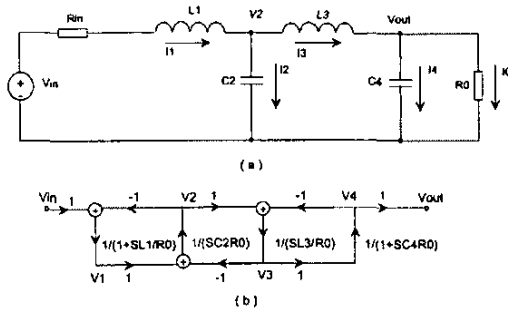 Rin L1 V2 L3 Vout
I1 I3
Vin + - C2 I2 C4 I4 R0
( a )
Vin 1 -1 V2 1 -1 V4 1 Vout
1/(1+SL1/R0) 1/(SC2R0) 1/(SL3/R0) 1/(1+SC4R0)
V1 1 -1 V3 1
( b )